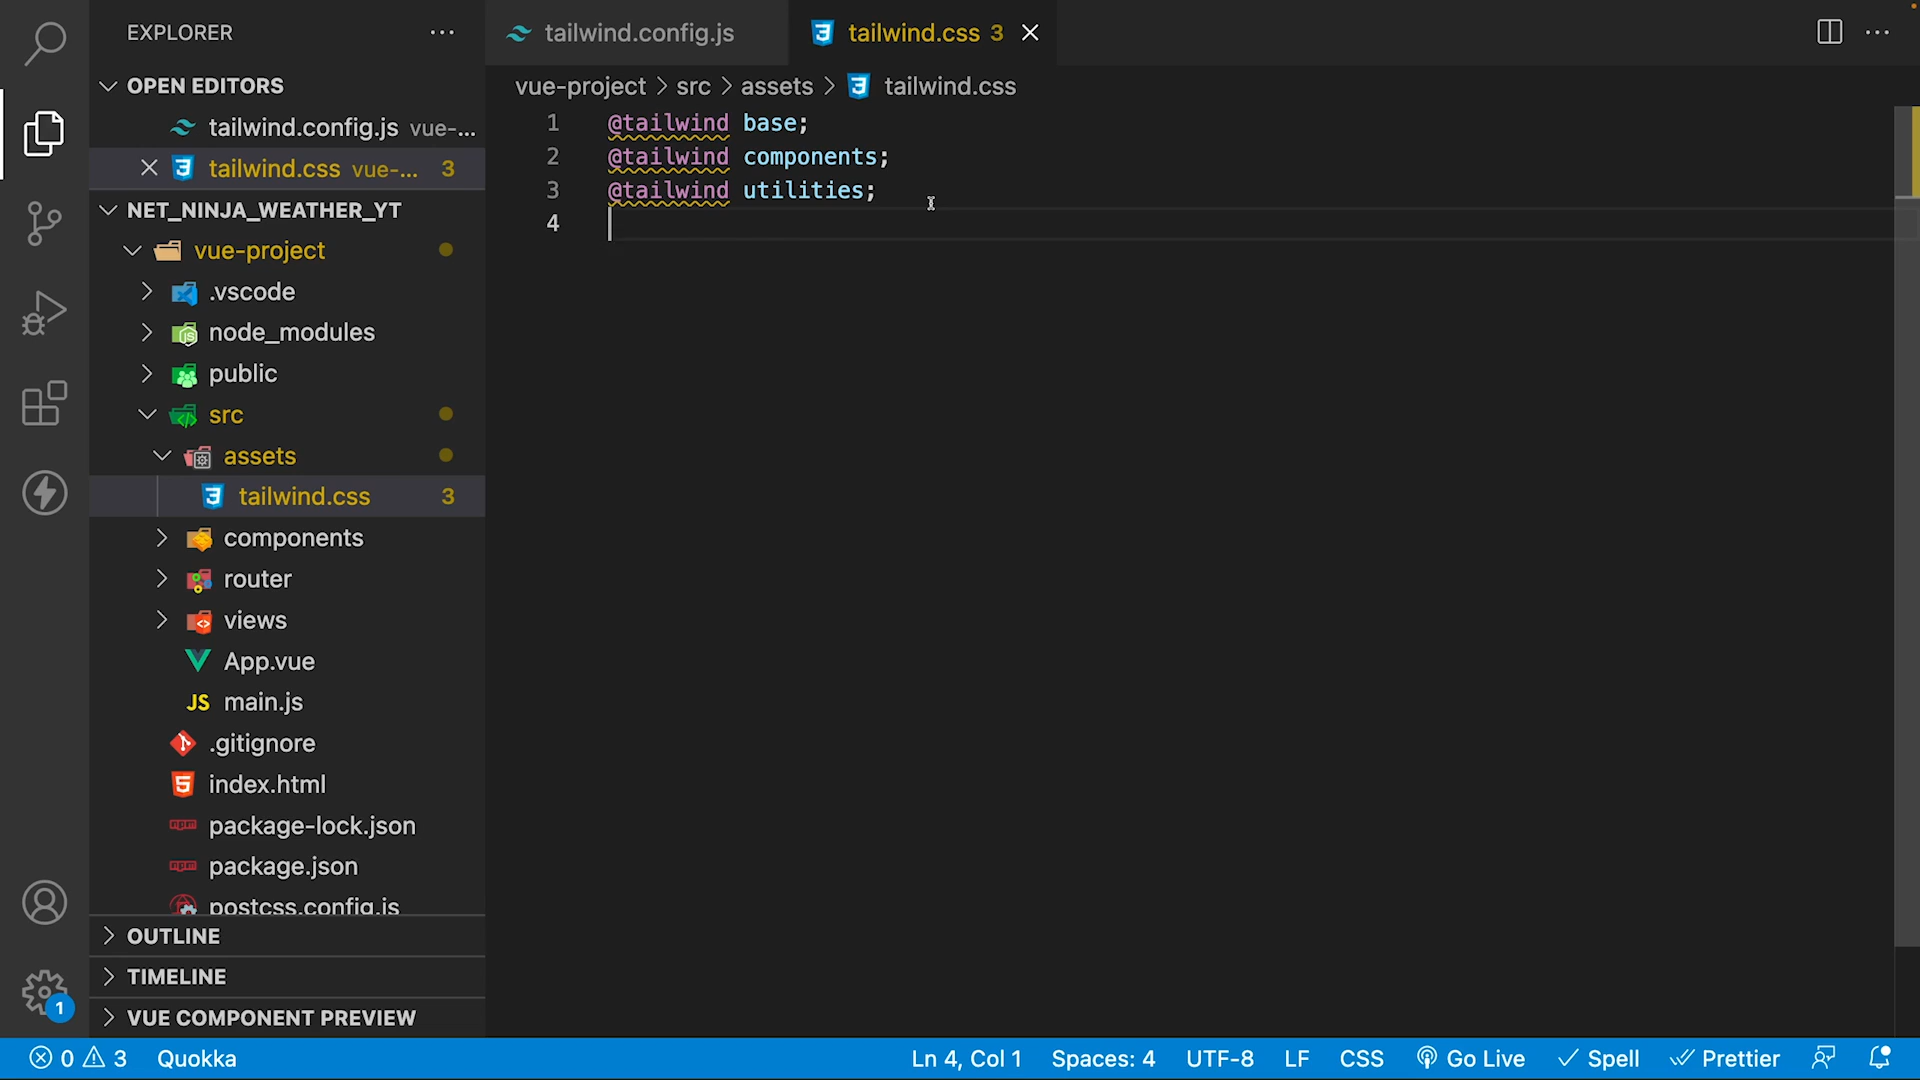 EXPLORER
tailwind.config.js
tailwind.css 3
OPEN EDITORS
tailwind.config.js vue-...
tailwind.css vue-... 3
NET_NINJA_WEATHER_YT
vue-project
.vscode
node_modules
public
src
assets
tailwind.css 3
components
router
views
App.vue
JS main.js
.gitignore
index.html
package-lock.json
package.json
postcss.config.js
OUTLINE
TIMELINE
VUE COMPONENT PREVIEW
1
vue-project > src > assets > tailwind.css
1 @tailwind base;
2 @tailwind components;
3 @tailwind utilities;
4
0 3 Quokka Ln 4, Col 1 Spaces: 4 UTF-8 LF CSS Go Live Spell Prettier